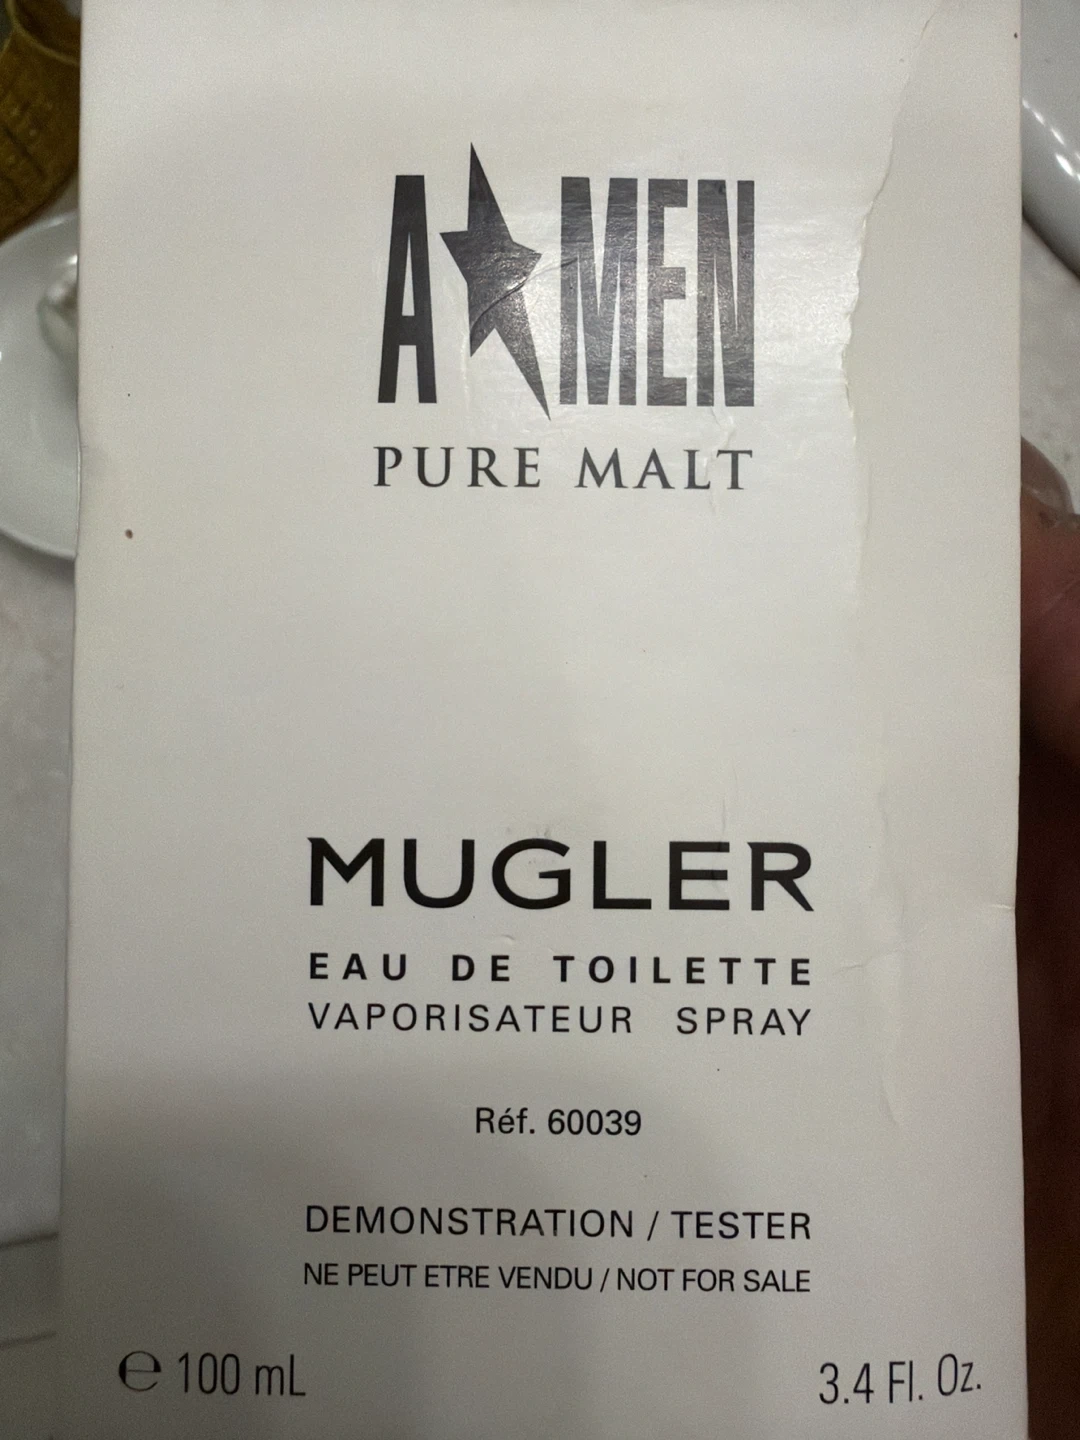 A★MEN
PURE MALT
MUGLER
EAU DE TOILETTE
VAPORISATEUR SPRAY
Réf. 60039
DEMONSTRATION / TESTER
NE PEUT ETRE VENDU / NOT FOR SALE
℮ 100 mL
3.4 Fl. Oz.